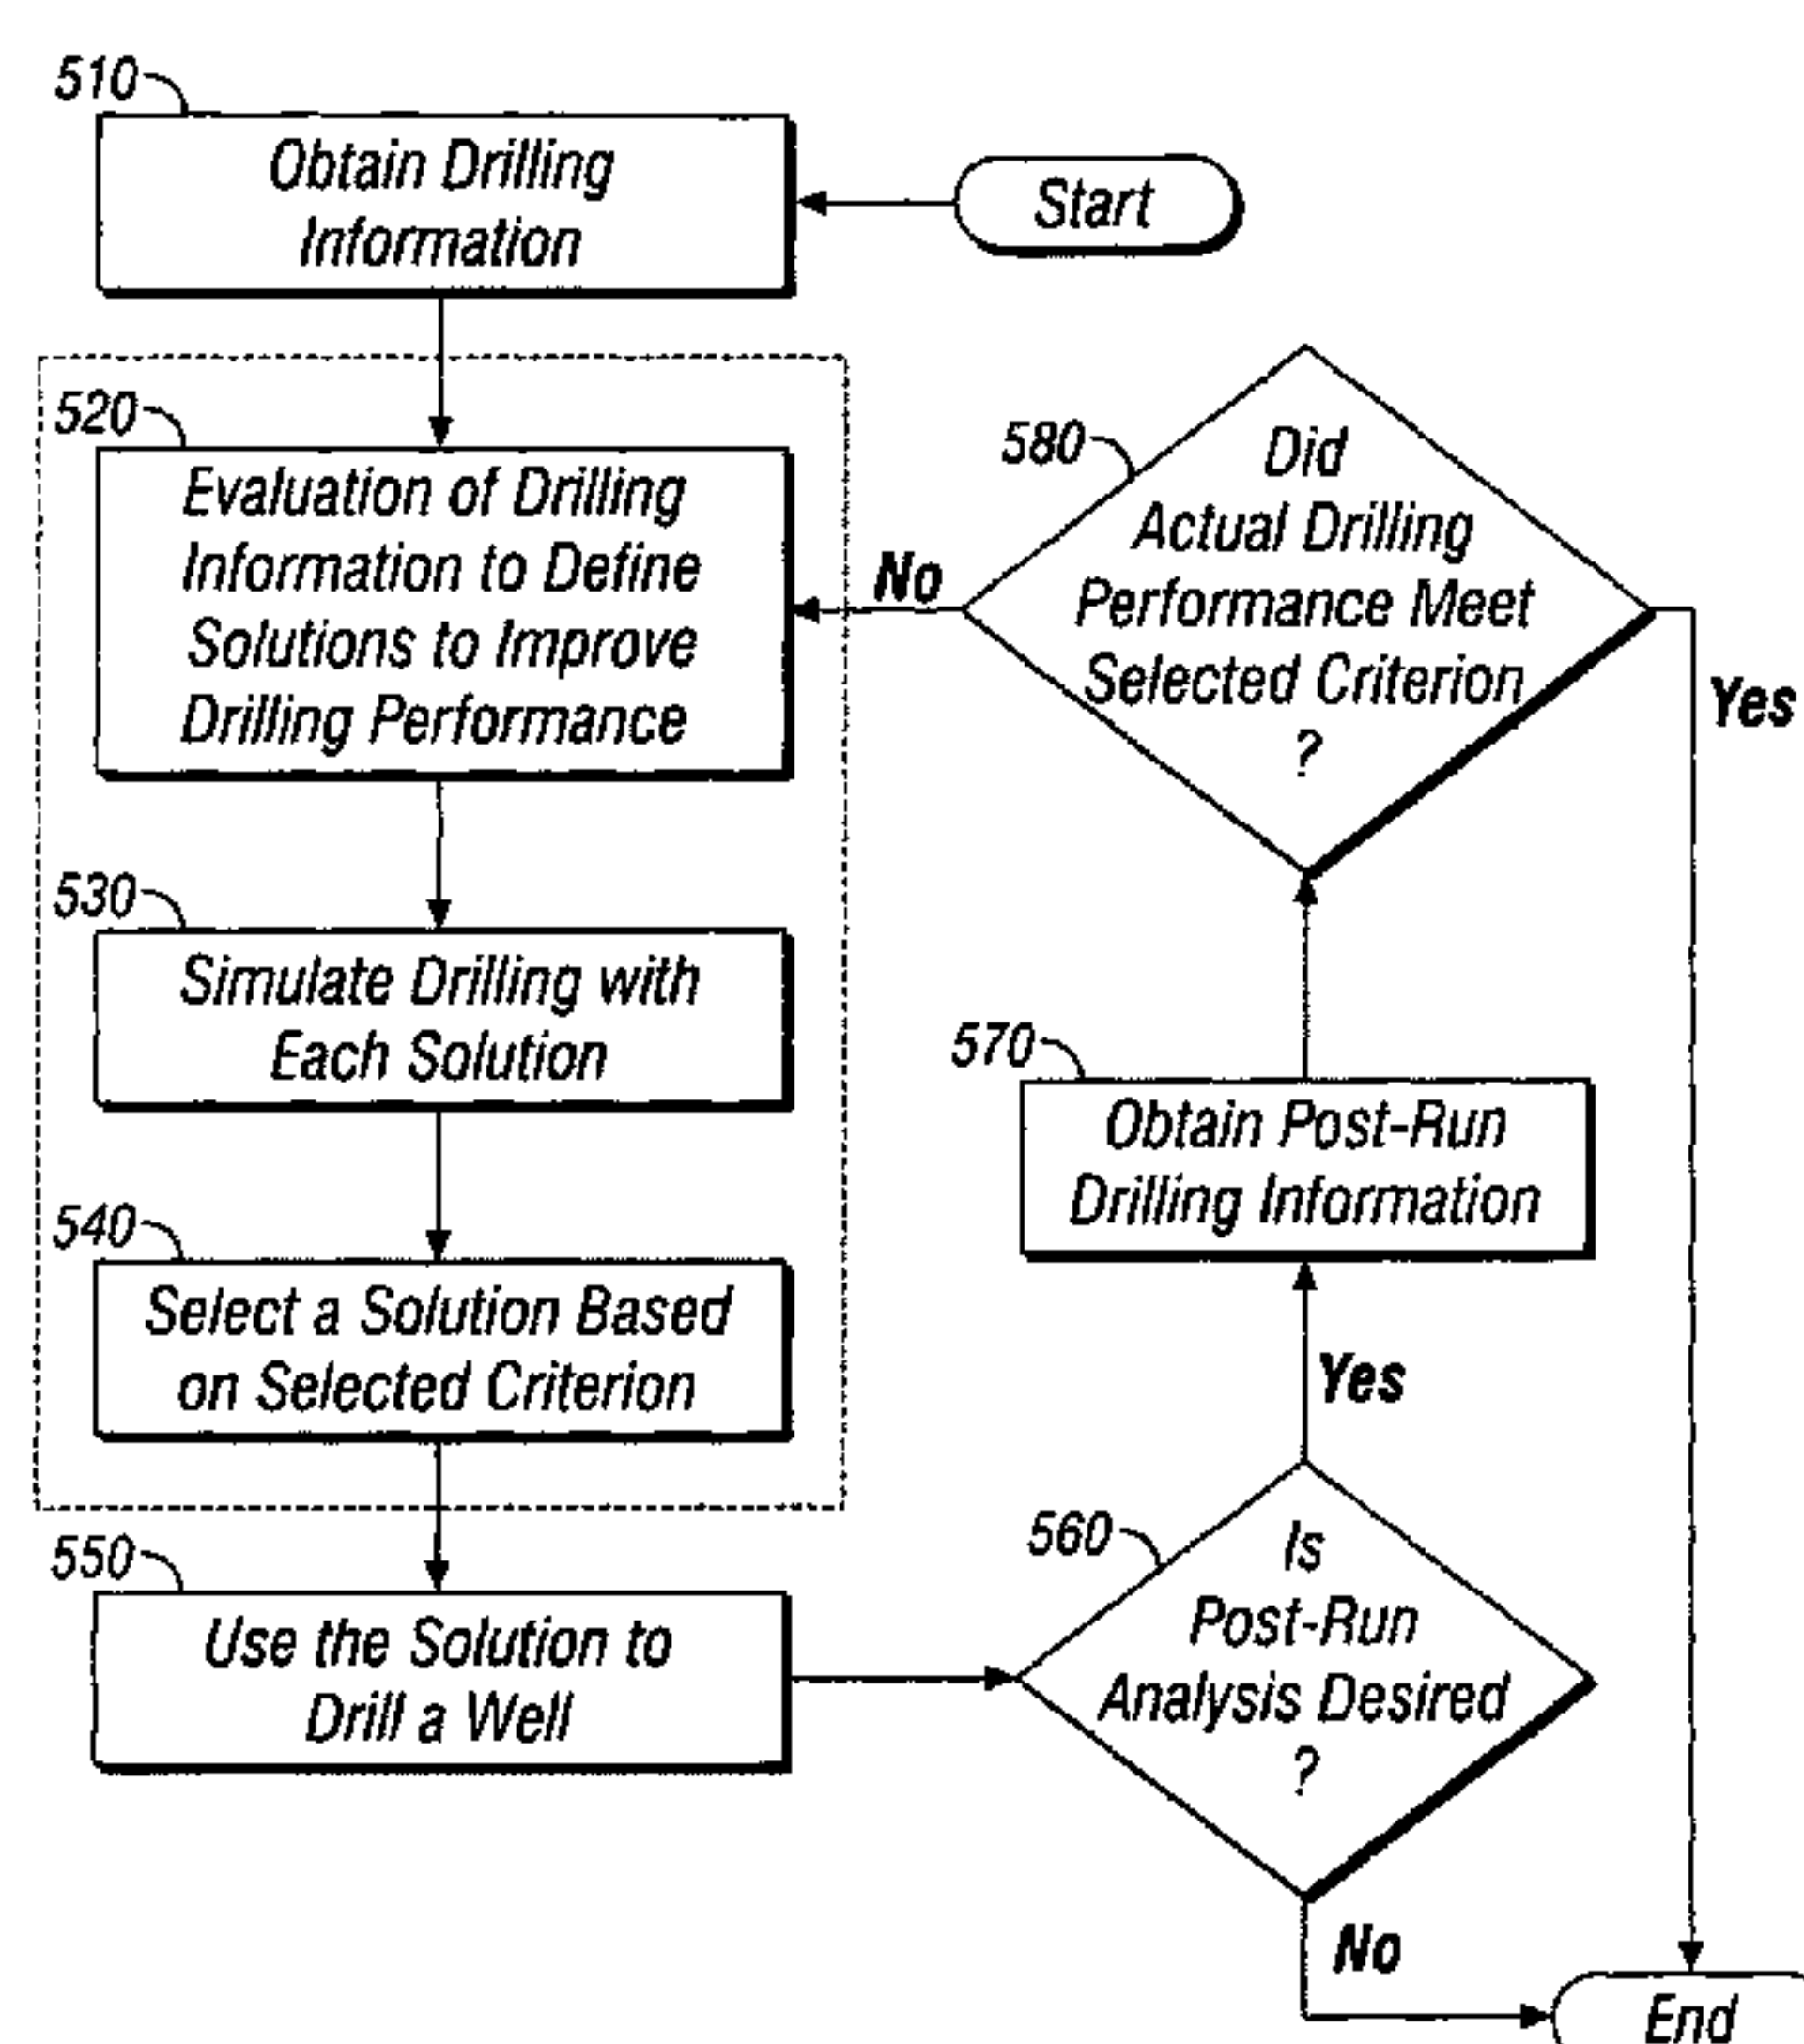 510
Obtain Drilling
Information
Start
520
Evaluation of Drilling
Information to Define
Solutions to Improve
Drilling Performance
530
Simulate Drilling with
Each Solution
540
Select a Solution Based
on Selected Criterion
550
Use the Solution to
Drill a Well
560
Is
Post-Run
Analysis Desired
?
Yes
No
570
Obtain Post-Run
Drilling Information
580
Did
Actual Drilling
Performance Meet
Selected Criterion
?
No
Yes
End